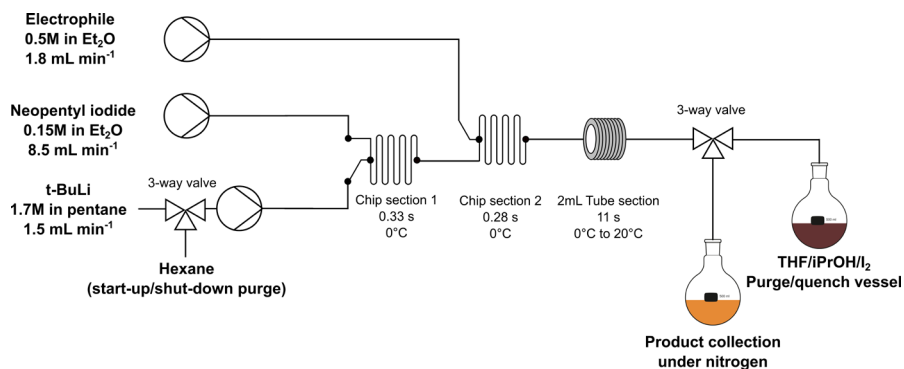 Electrophile
0.5M in Et₂O
1.8 mL min⁻¹
Neopentyl iodide
0.15M in Et₂O
8.5 mL min⁻¹
t-BuLi
1.7M in pentane
1.5 mL min⁻¹
3-way valve
Hexane
(start-up/shut-down purge)
Chip section 1
0.33 s
0°C
Chip section 2
0.28 s
0°C
2mL Tube section
11 s
0°C to 20°C
3-way valve
THF/iPrOH/I₂
Purge/quench vessel
Product collection
under nitrogen